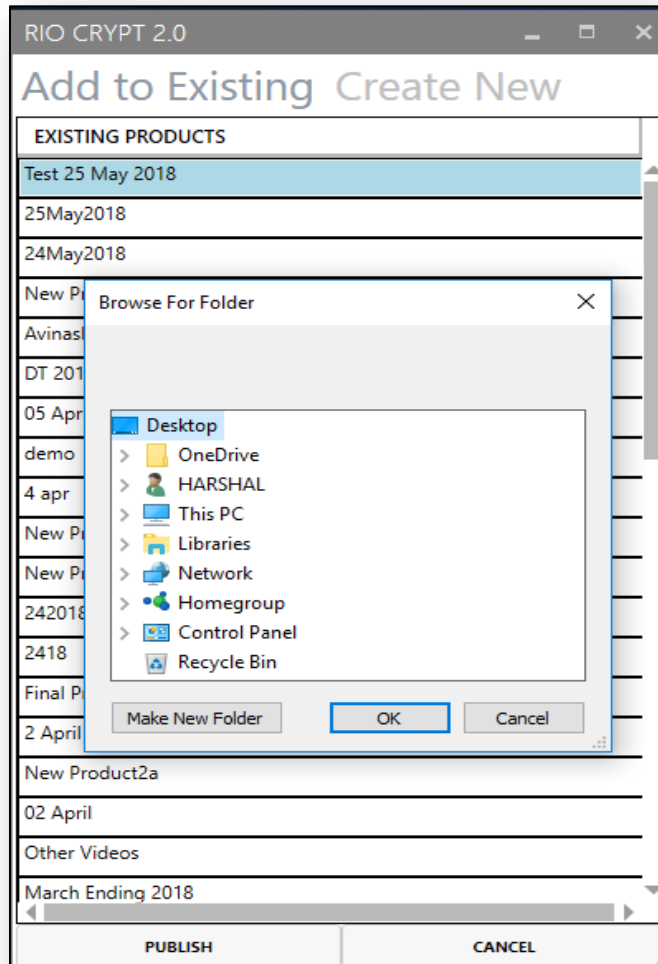 RIO CRYPT 2.0
Add to Existing Create New
EXISTING PRODUCTS
Test 25 May 2018
25May2018
24May2018
New Pr
Avinas
DT 201
05 Apr
demo
4 apr
New Pr
New Pr
242018
2418
Final Pr
2 April
Browse For Folder
Desktop
OneDrive
HARSHAL
This PC
Libraries
Network
Homegroup
Control Panel
Recycle Bin
Make New Folder OK Cancel
New Product2a
02 April
Other Videos
March Ending 2018
PUBLISH CANCEL